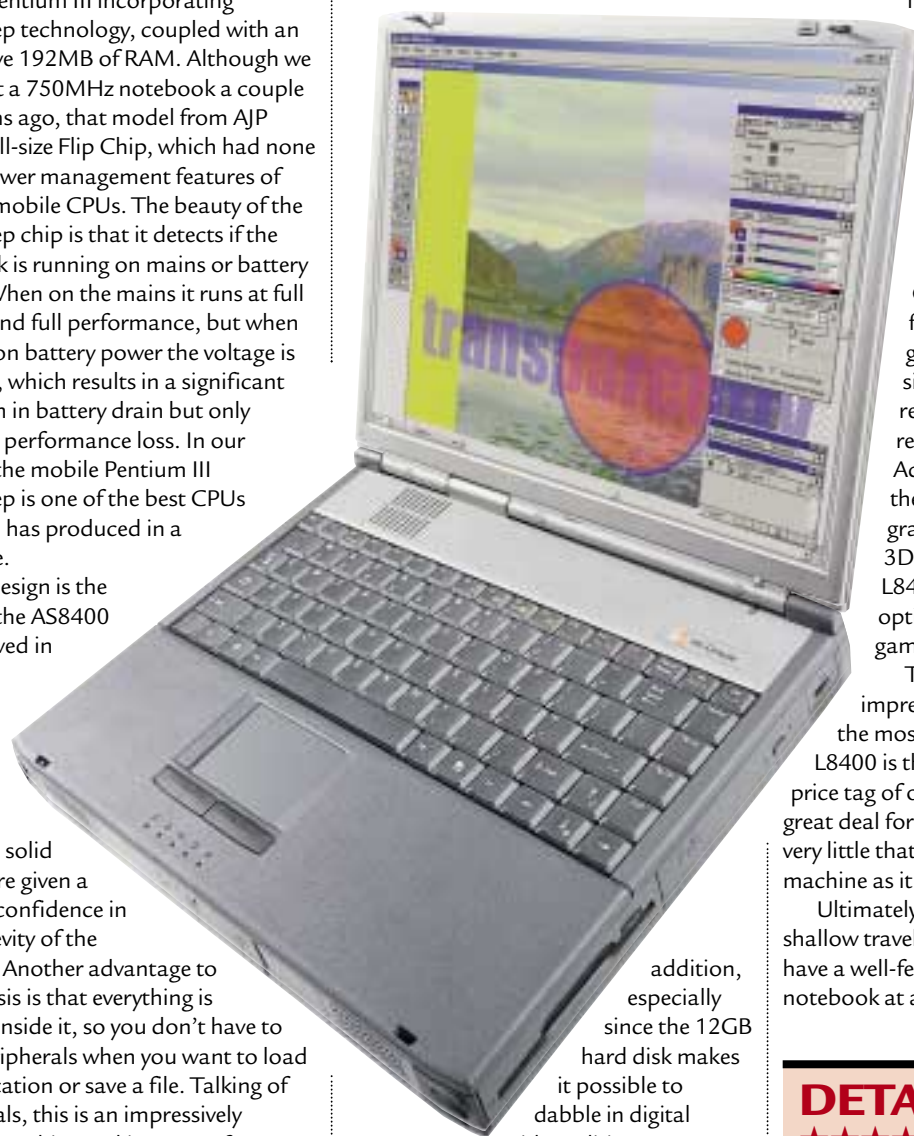 Pentium III incorporating
ep technology, coupled with an
ve 192MB of RAM. Although we
t a 750MHz notebook a couple
ns ago, that model from AJP
ll-size Flip Chip, which had none
wer management features of
mobile CPUs. The beauty of the
ep chip is that it detects if the
k is running on mains or battery
When on the mains it runs at full
nd full performance, but when
on battery power the voltage is
, which results in a significant
n in battery drain but only
performance loss. In our
the mobile Pentium III
ep is one of the best CPUs
has produced in a
e.
esign is the
the AS8400
ved in
solid
re given a
confidence in
evity of the
Another advantage to
sis is that everything is
inside it, so you don't have to
ipherals when you want to load
cation or save a file. Talking of
als, this is an impressively
addition,
especially
since the 12GB
hard disk makes
it possible to
dabble in digital
the
gra
3D
L84
opt
gam
impre
the most
L8400 is th
price tag of
great deal for
very little that
machine as it
Ultimately
shallow travel
have a well-fe
notebook at a
DETA